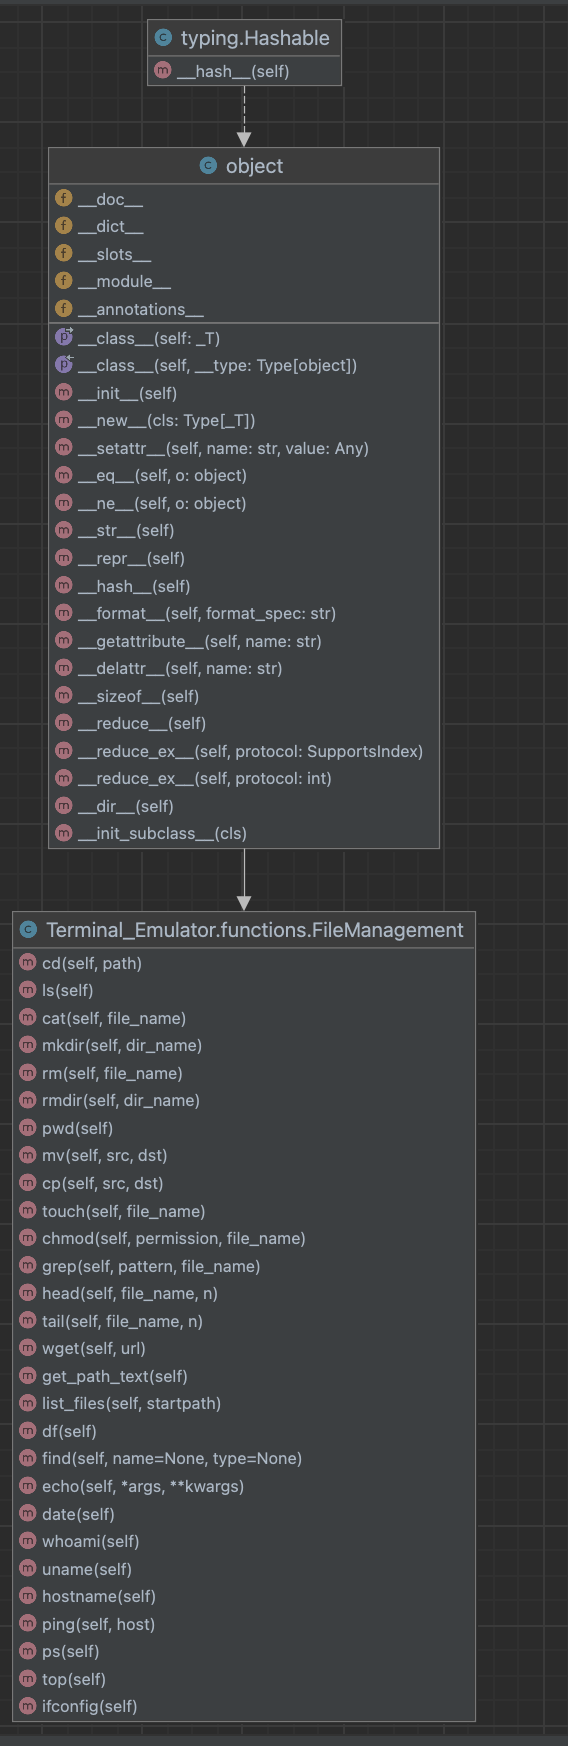 typing.Hashable
__hash__(self)
object
__doc__
__dict__
__slots__
__module__
__annotations__
__class__(self: _T)
__class__(self, __type: Type[object])
__init__(self)
__new__(cls: Type[_T])
__setattr__(self, name: str, value: Any)
__eq__(self, o: object)
__ne__(self, o: object)
__str__(self)
__repr__(self)
__hash__(self)
__format__(self, format_spec: str)
__getattribute__(self, name: str)
__delattr__(self, name: str)
__sizeof__(self)
__reduce__(self)
__reduce_ex__(self, protocol: SupportsIndex)
__reduce_ex__(self, protocol: int)
__dir__(self)
__init_subclass__(cls)
Terminal_Emulator.functions.FileManagement
cd(self, path)
ls(self)
cat(self, file_name)
mkdir(self, dir_name)
rm(self, file_name)
rmdir(self, dir_name)
pwd(self)
mv(self, src, dst)
cp(self, src, dst)
touch(self, file_name)
chmod(self, permission, file_name)
grep(self, pattern, file_name)
head(self, file_name, n)
tail(self, file_name, n)
wget(self, url)
get_path_text(self)
list_files(self, startpath)
df(self)
find(self, name=None, type=None)
echo(self, *args, **kwargs)
date(self)
whoami(self)
uname(self)
hostname(self)
ping(self, host)
ps(self)
top(self)
ifconfig(self)